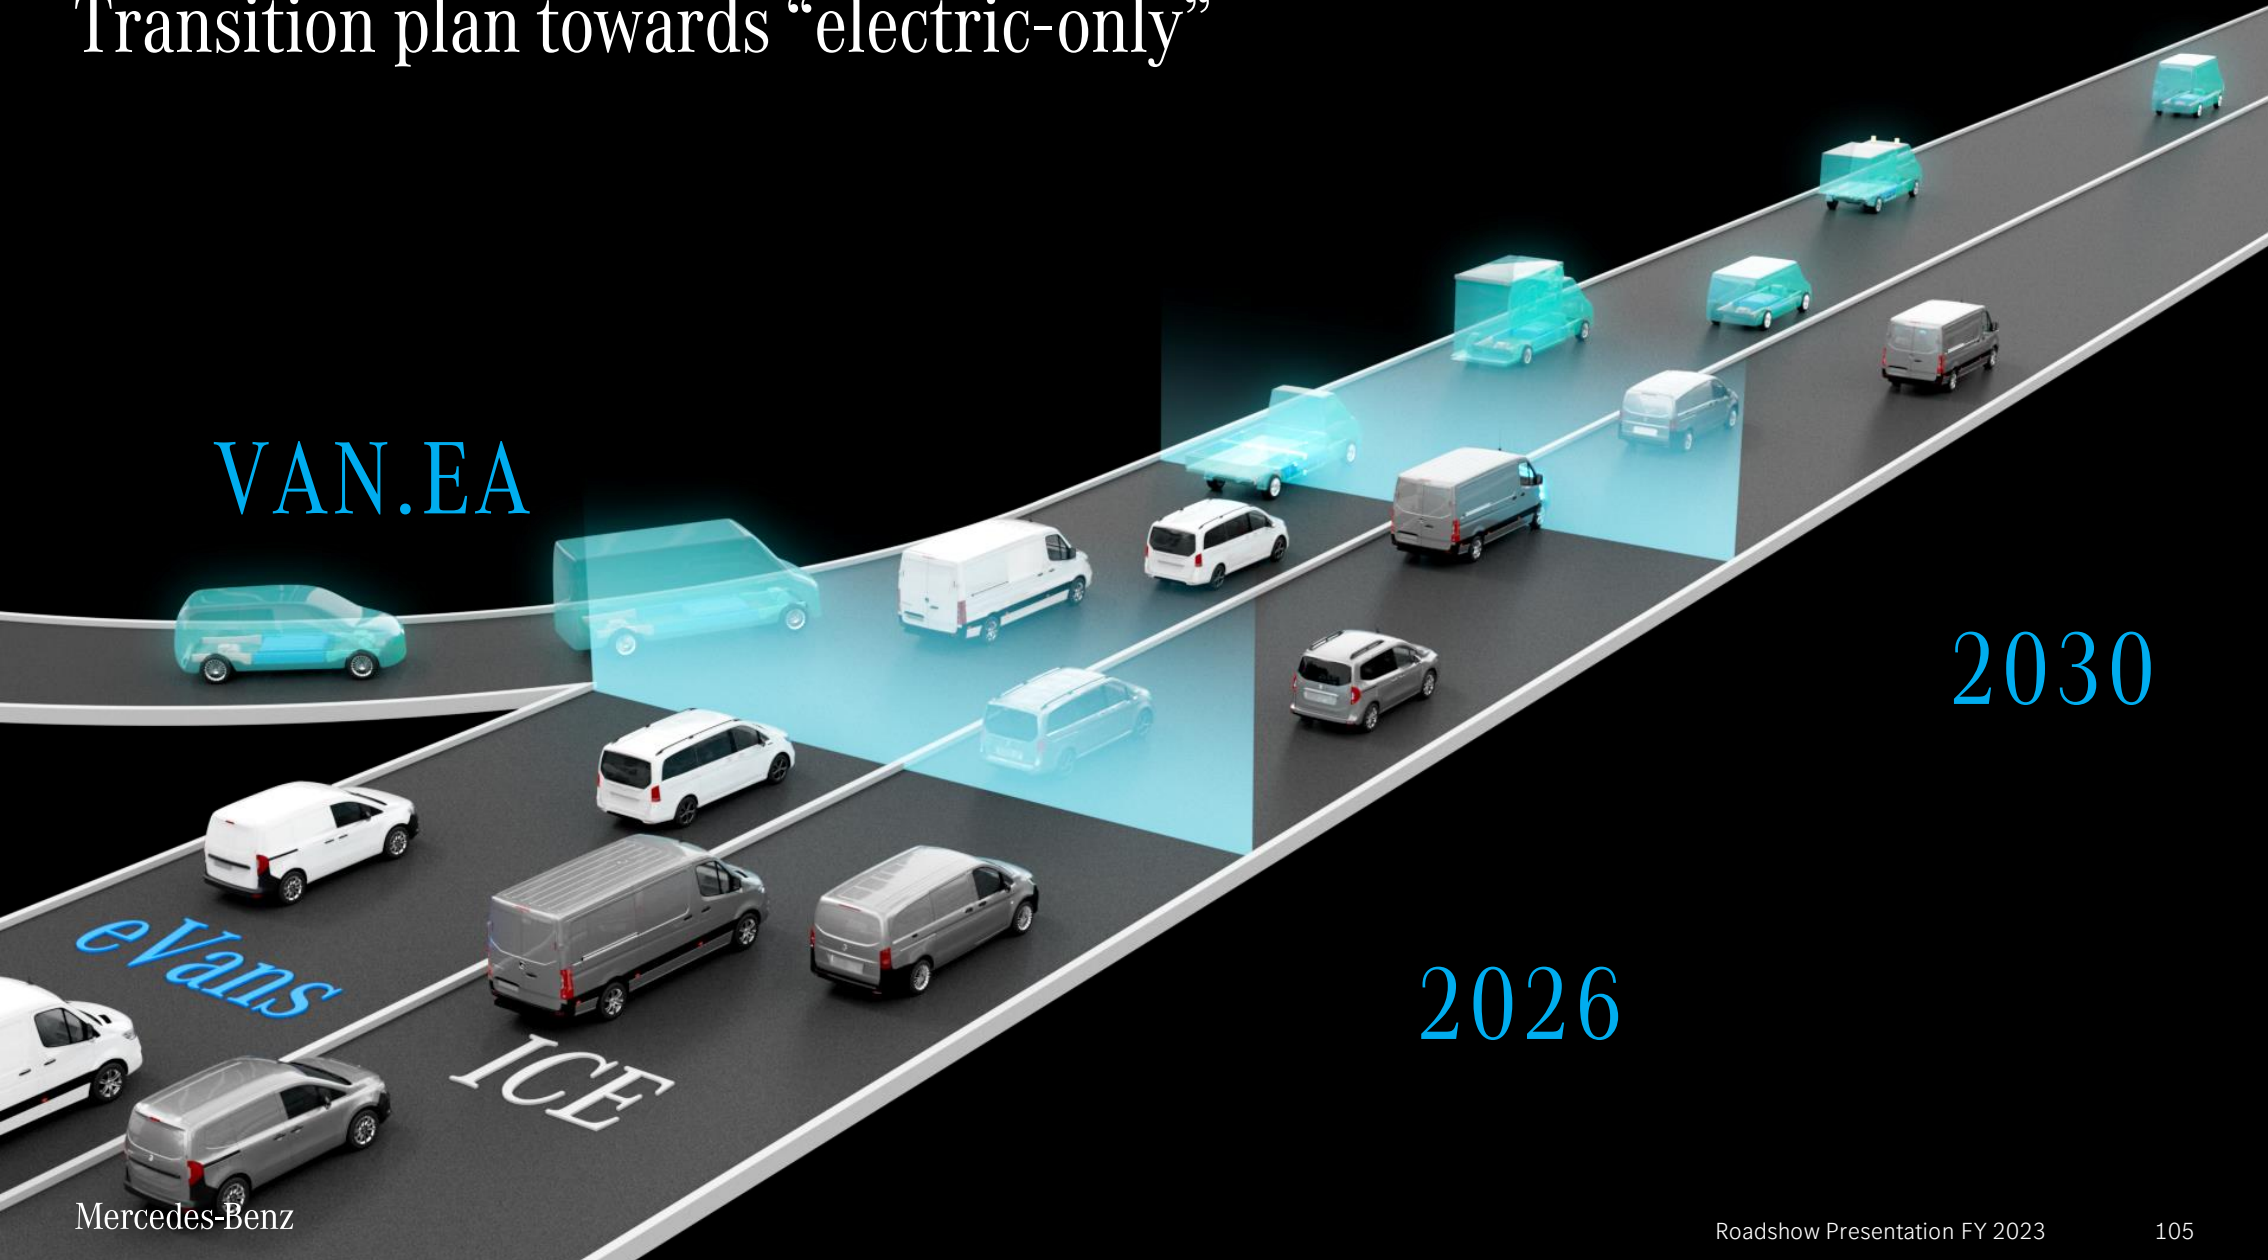 Transition plan towards “electric-only”
VAN.EA
2030
eVans
2026
ICE
Mercedes-Benz
Roadshow Presentation FY 2023
105